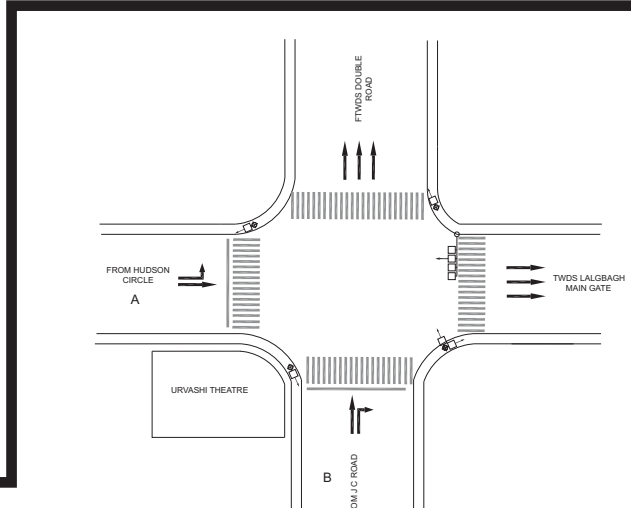 FTWDS DOUBLE
ROAD
FROM HUDSON
CIRCLE
A
TWDS LALGBAGH
MAIN GATE
URVASHI THEATRE
B
OM J C ROAD